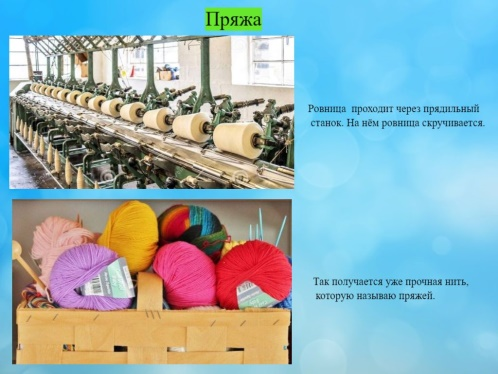 Пряжа
Ровница проходит через прядильный
станок. На нём ровница скручивается.
Так получается уже прочная нить,
которую называю пряжей.